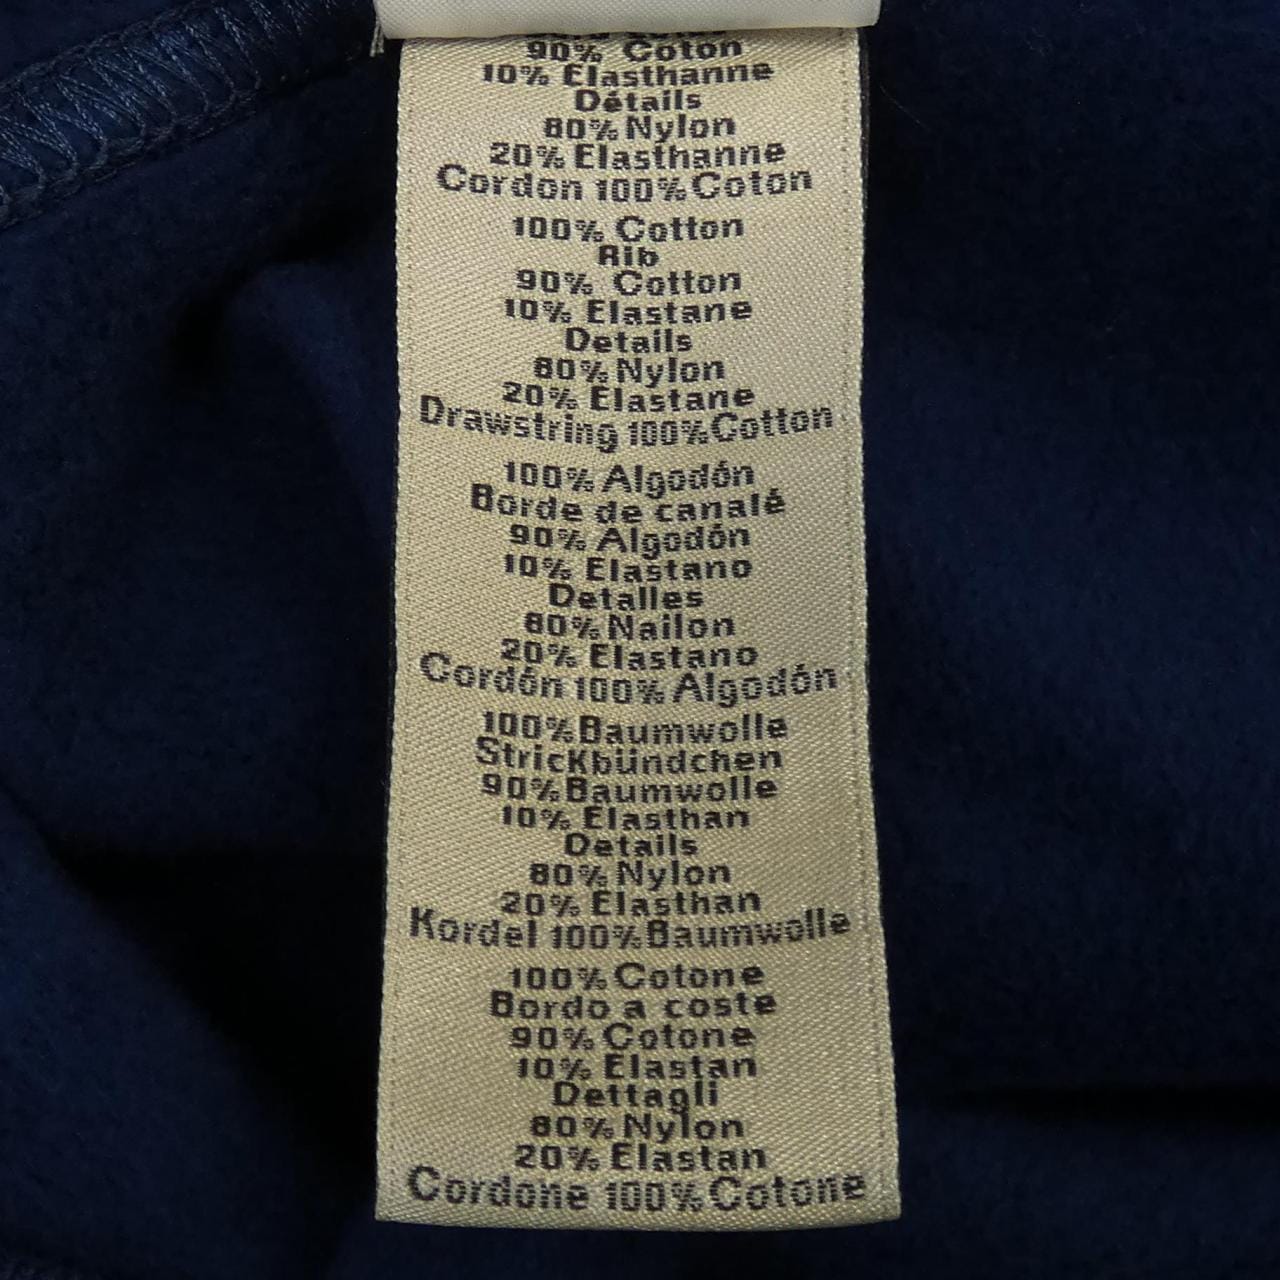 90% Coton
10% Elasthanne
Détails
80% Nylon
20% Elasthanne
Cordon 100% Coton
100% Cotton
Rib
90% Cotton
10% Elastane
Details
80% Nylon
20% Elastane
Drawstring 100% Cotton
100% Algodón
Borde de canalé
90% Algodón
10% Elastano
Detalles
80% Nailon
20% Elastano
Cordón 100% Algodón
100% Baumwolle
Strickbündchen
90% Baumwolle
10% Elasthan
Details
80% Nylon
20% Elasthan
Kordel 100% Baumwolle
100% Cotone
Bordo a coste
90% Cotone
10% Elastan
Dettagli
80% Nylon
20% Elastan
Cordone 100% Cotone